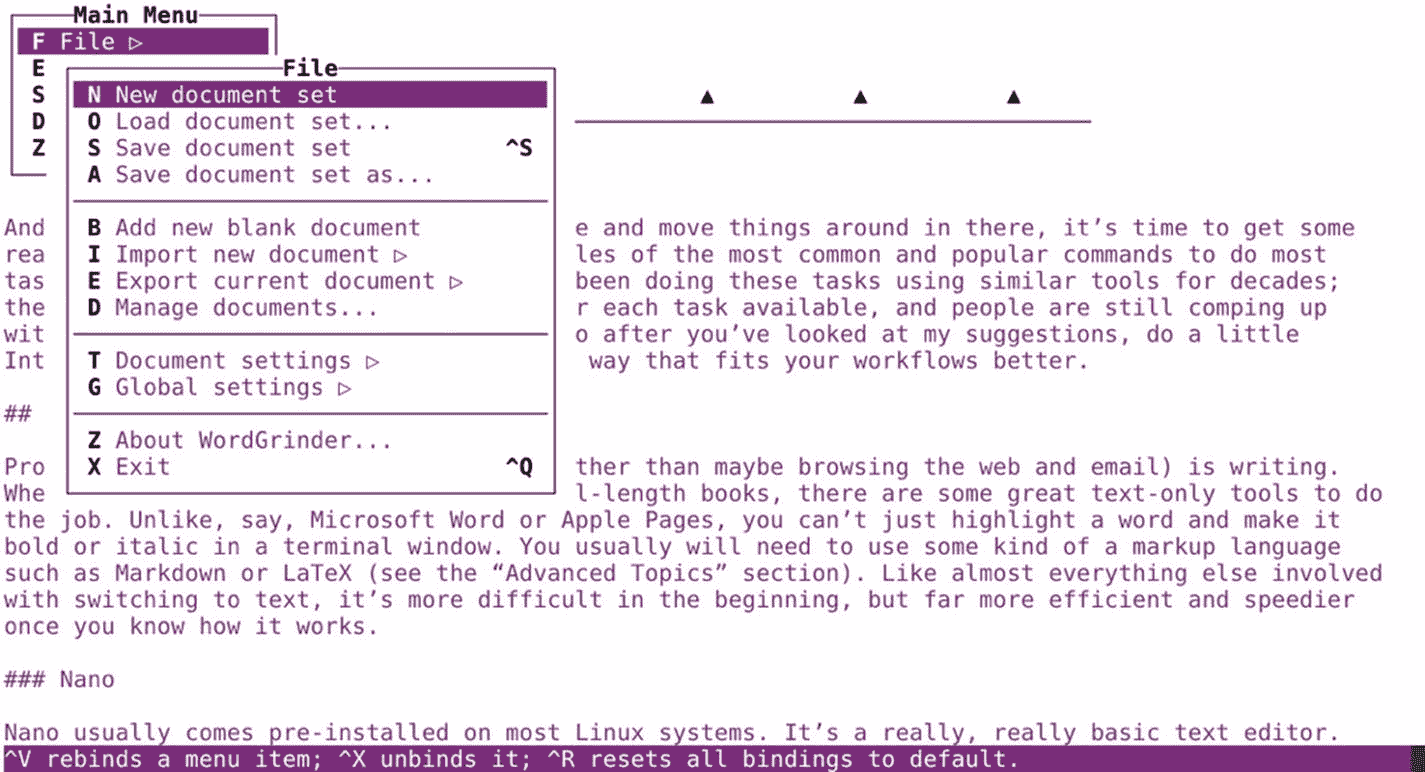 Main Menu
F File ▷
E
File
S
N New document set
D
O Load document set...
Z
S Save document set ^S
A Save document set as...
B Add new blank document
I Import new document ▷
E Export current document ▷
D Manage documents...
T Document settings ▷
G Global settings ▷
Z About WordGrinder...
X Exit ^Q
And e and move things around in there, it’s time to get some
rea les of the most common and popular commands to do most
tas been doing these tasks using similar tools for decades;
the r each task available, and people are still comping up
wit o after you’ve looked at my suggestions, do a little
Int way that fits your workflows better.
##
Pro ther than maybe browsing the web and email) is writing.
Whe l-length books, there are some great text-only tools to do
the job. Unlike, say, Microsoft Word or Apple Pages, you can’t just highlight a word and make it
bold or italic in a terminal window. You usually will need to use some kind of a markup language
such as Markdown or LaTeX (see the “Advanced Topics” section). Like almost everything else involved
with switching to text, it’s more difficult in the beginning, but far more efficient and speedier
once you know how it works.
### Nano
Nano usually comes pre-installed on most Linux systems. It’s a really, really basic text editor.
^V rebinds a menu item; ^X unbinds it; ^R resets all bindings to default.